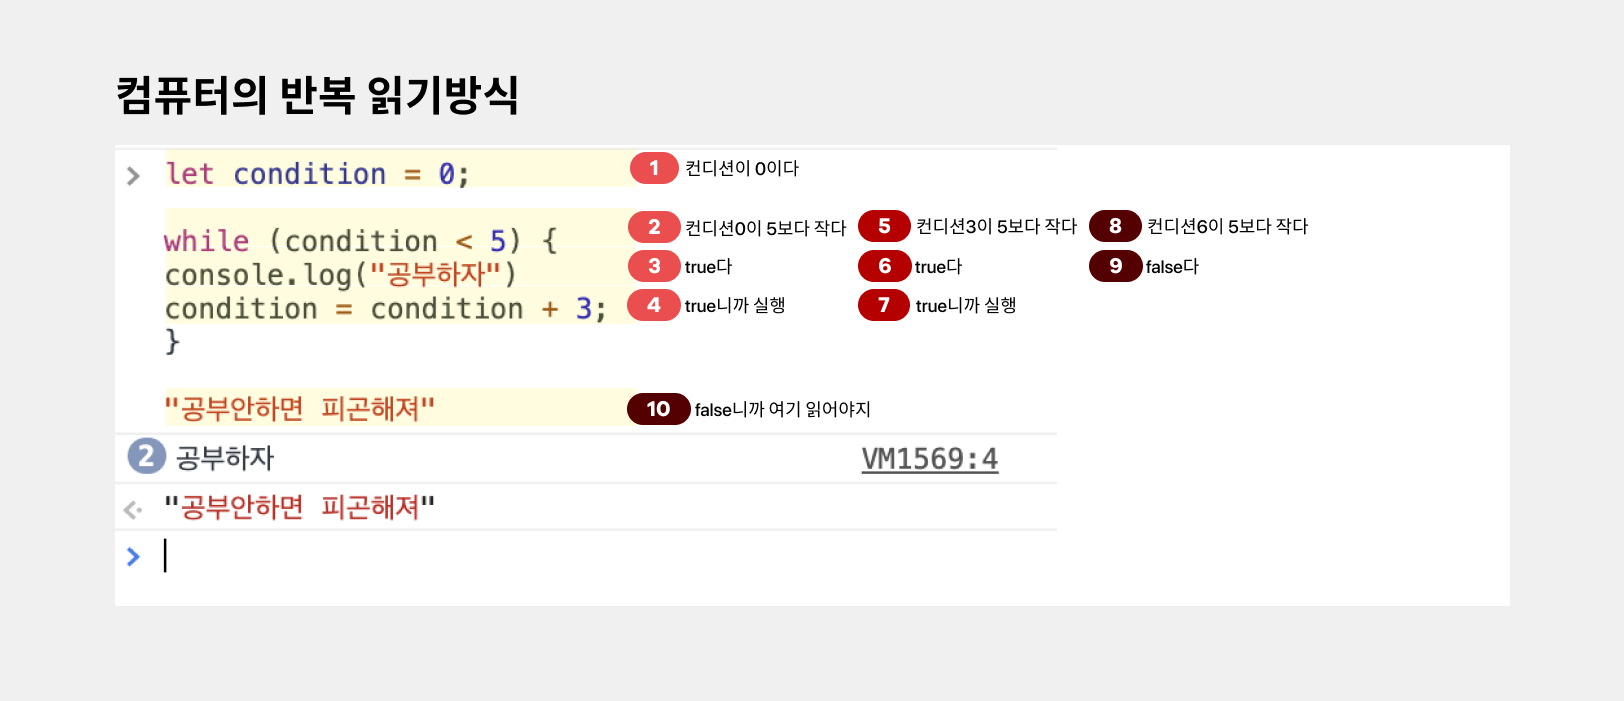 컴퓨터의 반복 읽기방식
let condition = 0; 1 컨디션이 0이다
while (condition < 5) { 2 컨디션0이 5보다 작다 5 컨디션3이 5보다 작다 8 컨디션6이 5보다 작다
console.log("공부하자") 3 true다 6 true다 9 false다
condition = condition + 3; 4 true니까 실행 7 true니까 실행
}
"공부안하면 피곤해져" 10 false니까 여기 읽어야지
2 공부하자 VM1569:4
"공부안하면 피곤해져"